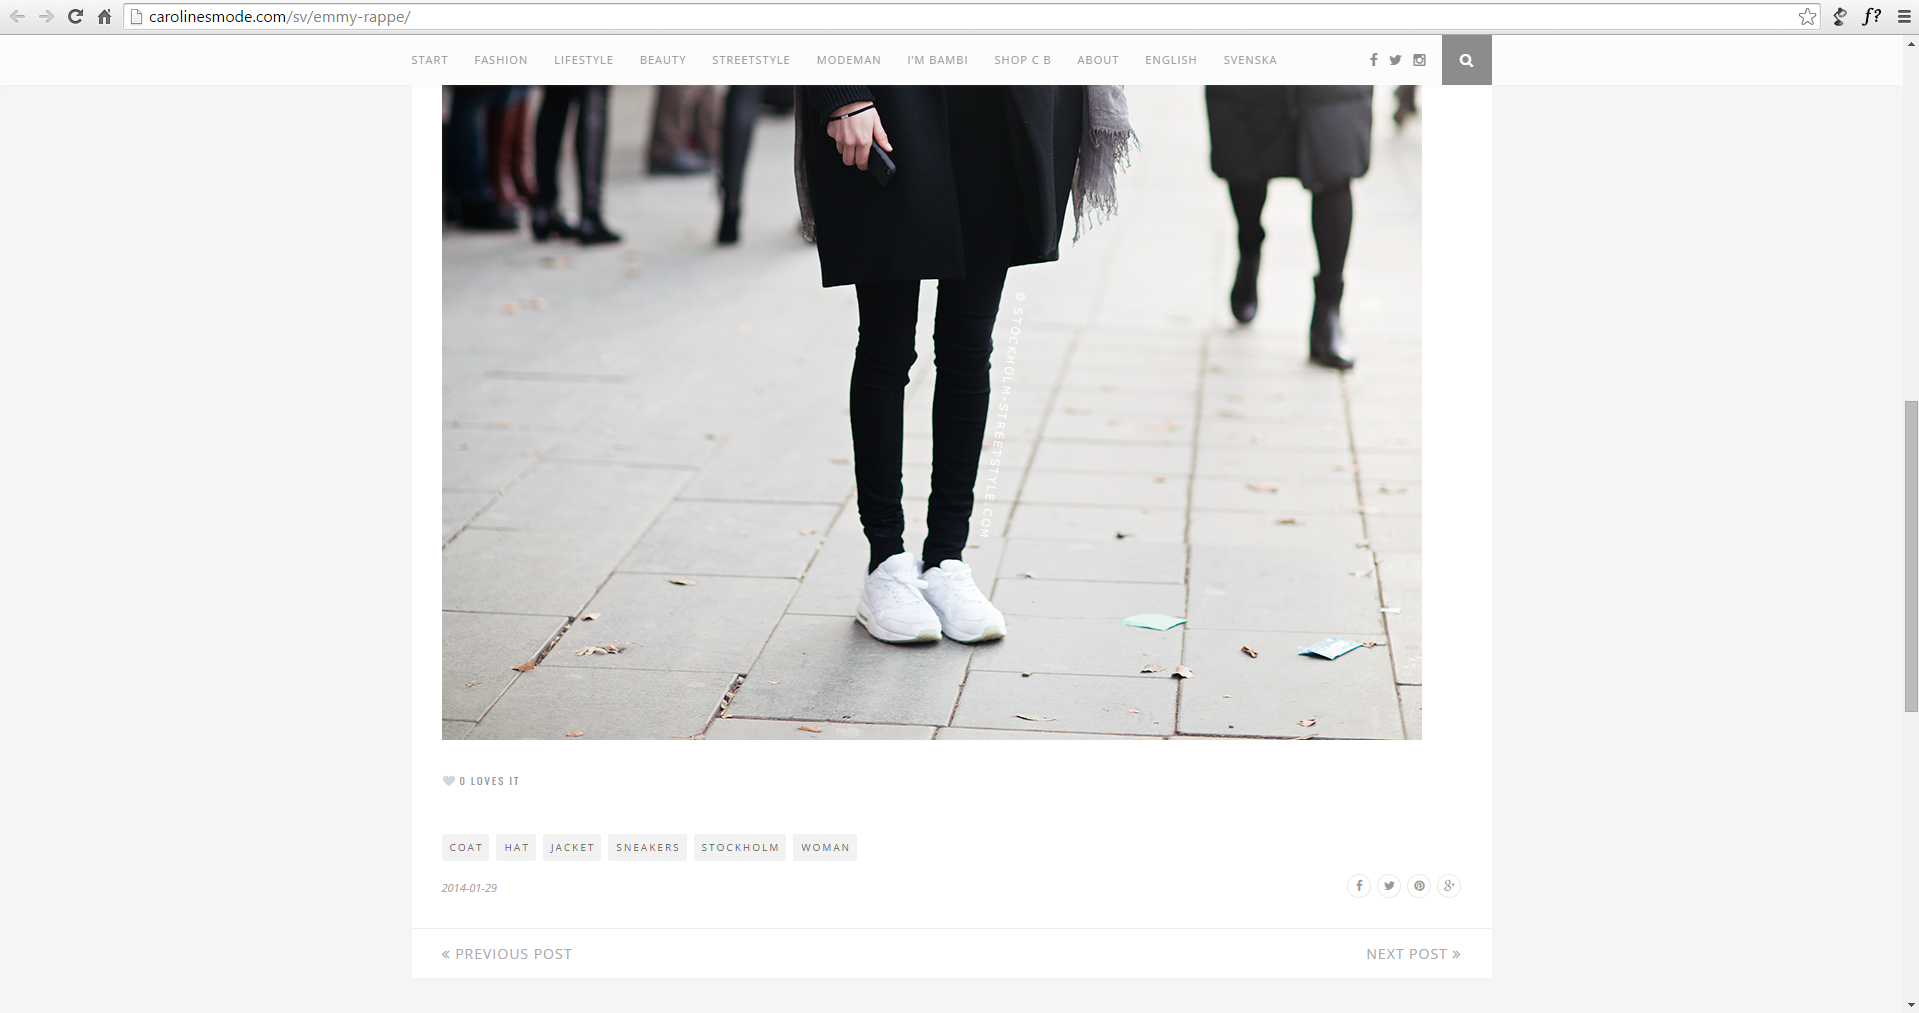 carolinesmode.com/sv/emmy-rappe/
f?
START FASHION LIFESTYLE BEAUTY STREETSTYLE MODEMAN I'M BAMBI SHOP C B ABOUT ENGLISH SVENSKA
© STOCKHOLM-STREETSTYLE.COM
0 LOVES IT
COAT HAT JACKET SNEAKERS STOCKHOLM WOMAN
2014-01-29
« PREVIOUS POST NEXT POST »